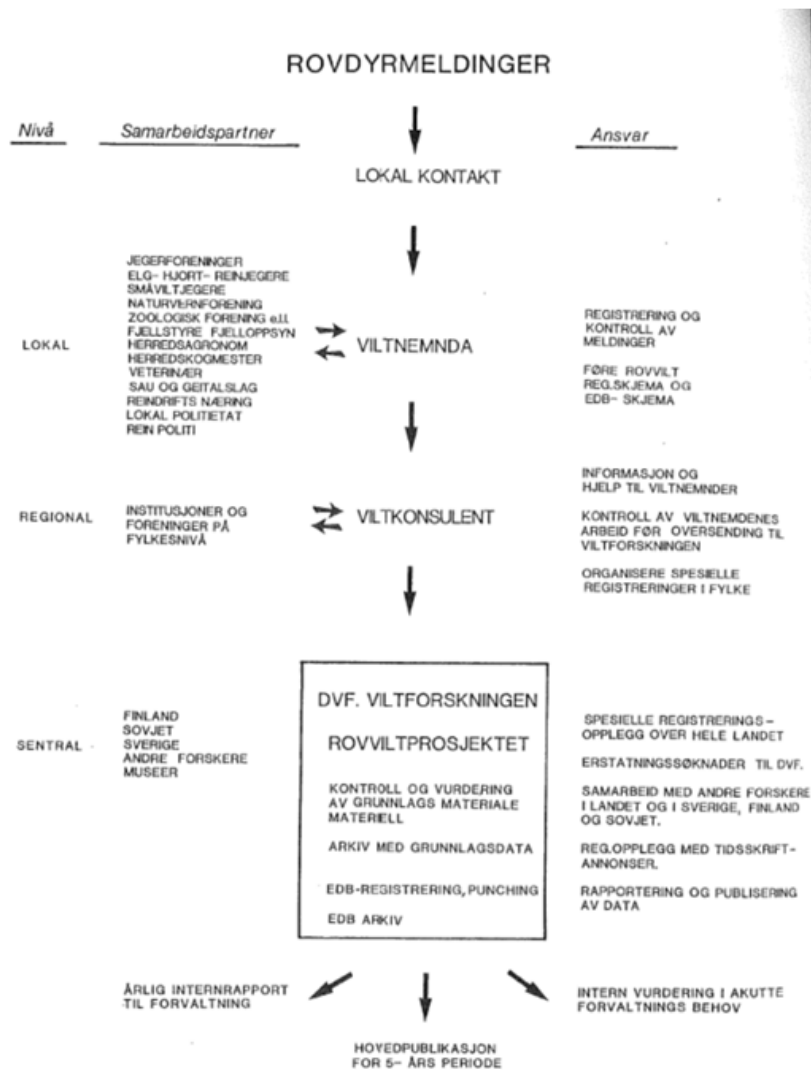 ROVDYRMELDINGER
Nivå
Samarbeidspartner
Ansvar
LOKAL KONTAKT
LOKAL
JEGERFORENINGER
ELG- HJORT- REINJEGERE
SMÅVILTJEGERE
NATURVERNFORENING
ZOOLOGISK FORENING e.l.l.
FJELLSTYRE FJELLOPPSYN
HERREDSAGRONOM
HERREDSKOGMESTER
VETERINÆR
SAU OG GEITALSLAG
REINDRIFTS NÆRING
LOKAL POLITIETAT
REIN POLITI
VILTNEMNDA
REGISTRERING OG
KONTROLL AV
MELDINGER
FØRE ROVVILT
REG.SKJEMA OG
EDB- SKJEMA
REGIONAL
INSTITUSJONER OG
FORENINGER PÅ
FYLKESNIVÅ
VILTKONSULENT
INFORMASJON OG
HJELP TIL VILTNEMNDER
KONTROLL AV VILTNEMDENES
ARBEID FØR OVERSENDING TIL
VILTFORSKNINGEN
ORGANISERE SPESIELLE
REGISTRERINGER I FYLKE
SENTRAL
FINLAND
SOVJET
SVERIGE
ANDRE FORSKERE
MUSEER
DVF. VILTFORSKNINGEN
ROVVILTPROSJEKTET
KONTROLL OG VURDERING
AV GRUNNLAGS MATERIALE
MATERIELL
ARKIV MED GRUNNLAGSDATA
EDB-REGISTRERING, PUNCHING
EDB ARKIV
SPESIELLE REGISTRERINGS-
OPPLEGG OVER HELE LANDET
ERSTATNINGSSØKNADER TIL DVF.
SAMARBEID MED ANDRE FORSKERE
I LANDET OG I SVERIGE, FINLAND
OG SOVJET.
REG.OPPLEGG MED TIDSSKRIFT-
ANNONSER.
RAPPORTERING OG PUBLISERING
AV DATA
ÅRLIG INTERNRAPPORT
TIL FORVALTNING
HOVEDPUBLIKASJON
FOR 5- ÅRS PERIODE
INTERN VURDERING I AKUTTE
FORVALTNINGS BEHOV